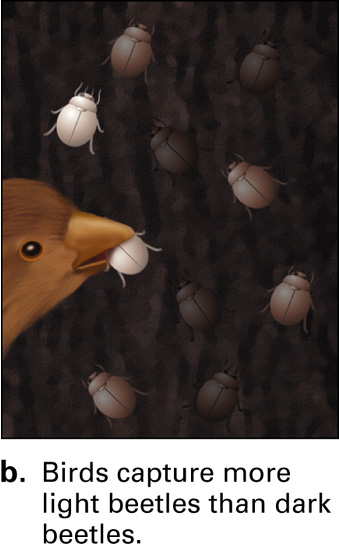 b. Birds capture more
light beetles than dark
beetles.